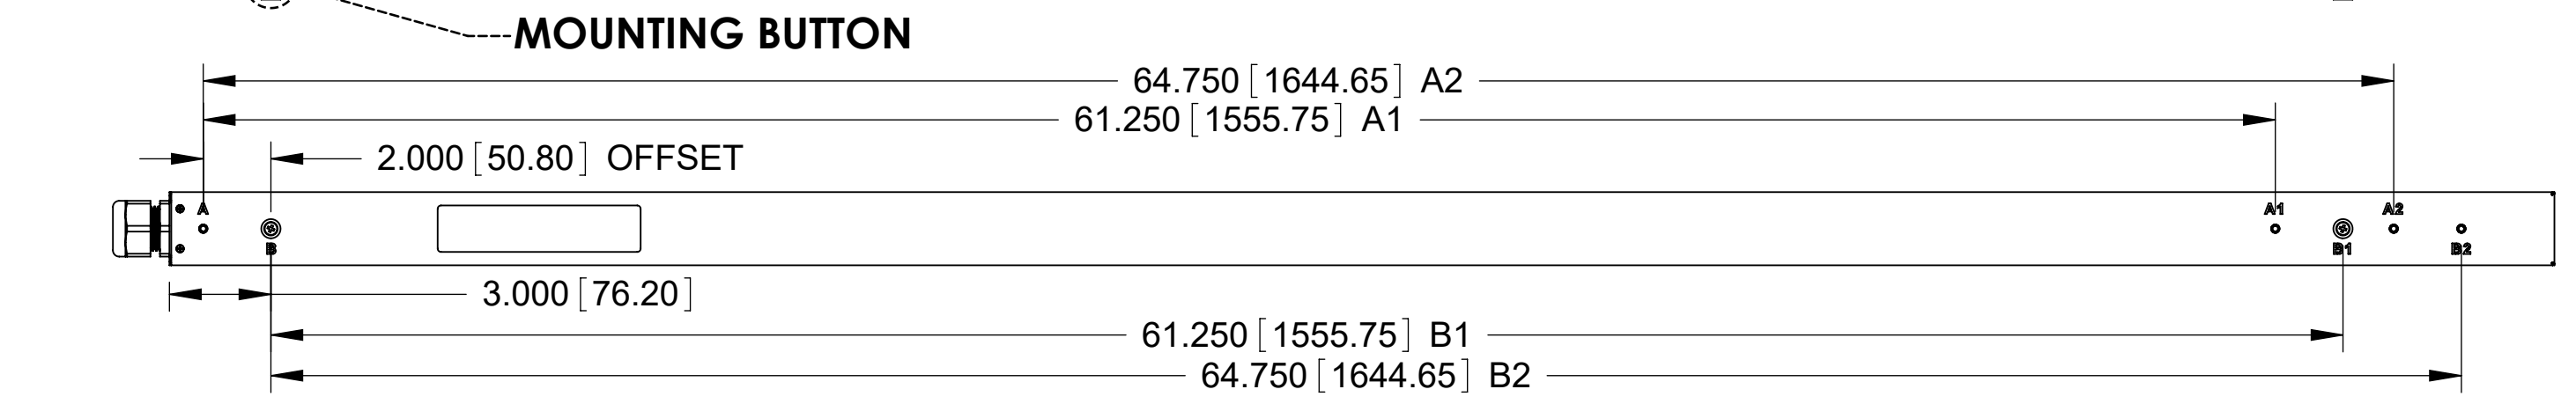 MOUNTING BUTTON
64.750 [1644.65] A2
61.250 [1555.75] A1
2.000 [50.80] OFFSET
A
A1
A2
B
B1
B2
3.000 [76.20]
61.250 [1555.75] B1
64.750 [1644.65] B2